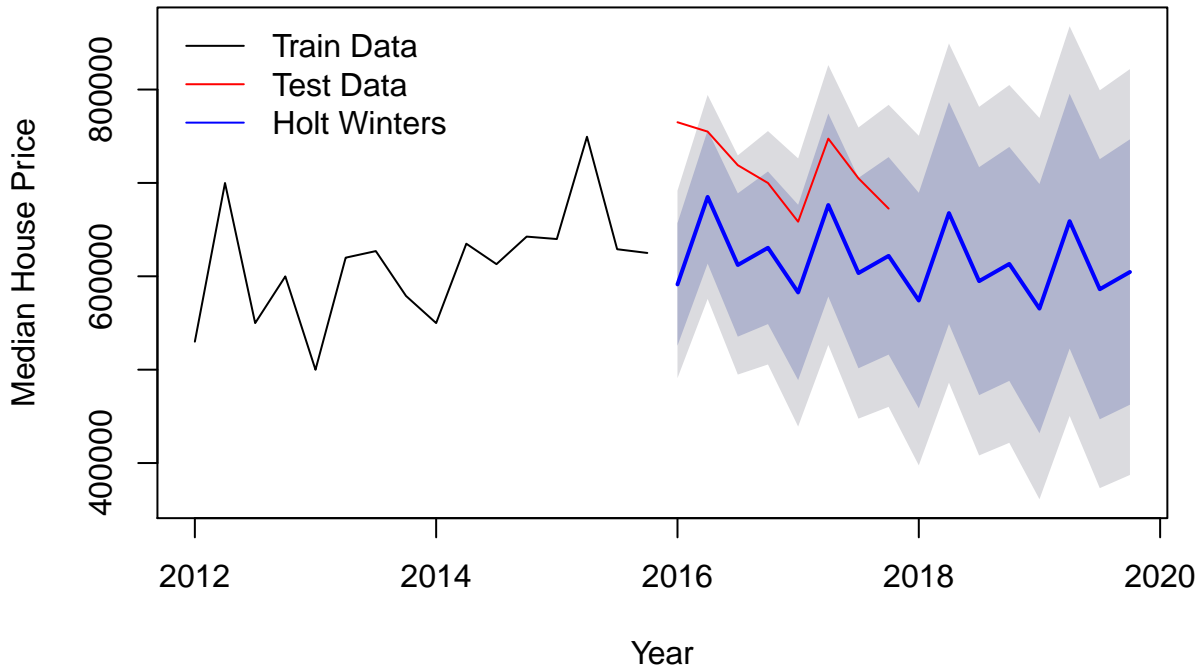 Train Data
Test Data
Holt Winters
Median House Price
800000
600000
400000
2012
2014
2016
2018
2020
Year